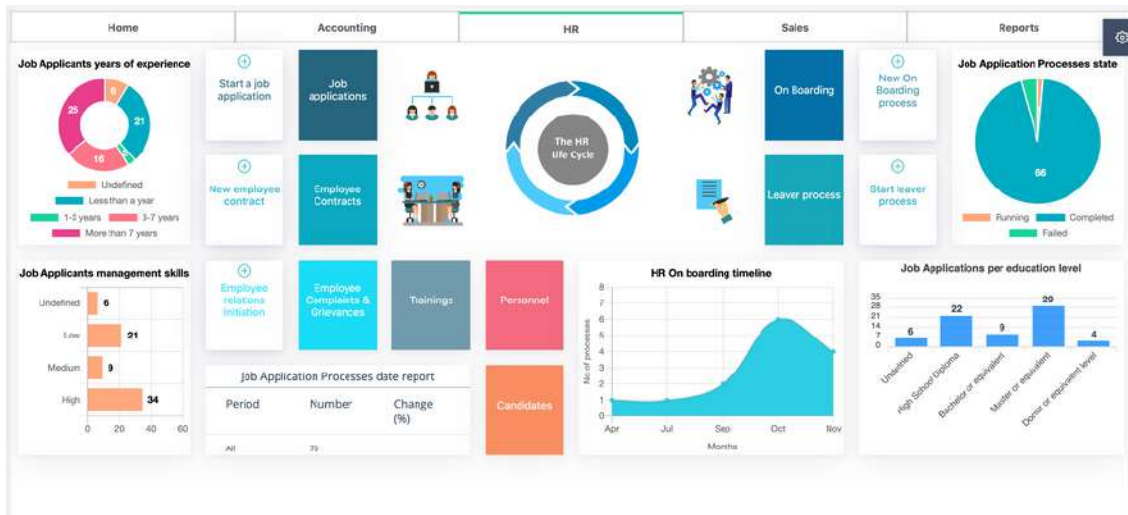 Home
Accounting
HR
Sales
Reports
Job Applicants years of experience
6
21
16
25
Undefined
Less than a year
1-3 years
3-7 years
More than 7 years
Start a job
application
Job
applications
New employee
contract
Employee
Contracts
The HR
Life Cycle
On Boarding
New On
Boarding
process
Leaver process
Start leaver
process
Job Application Processes state
66
Running
Completed
Failed
Job Applicants management skills
Undefined
6
Low
21
Medium
9
High
34
0
20
40
60
Employee
relations
initiation
Employee
Complaints &
Grievances
Trainings
Personnel
Job Application Processes date report
Period
Number
Change
(%)
All
Candidates
HR On boarding timeline
No of processes
8
7
6
5
4
3
2
1
0
Apr
Jul
Sep
Oct
Nov
Months
Job Applications per education level
35
28
21
14
7
0
6
22
9
29
4
Undefined
High School Diploma
Bachelor or equivalent
Master or equivalent
Doctor or equivalent level